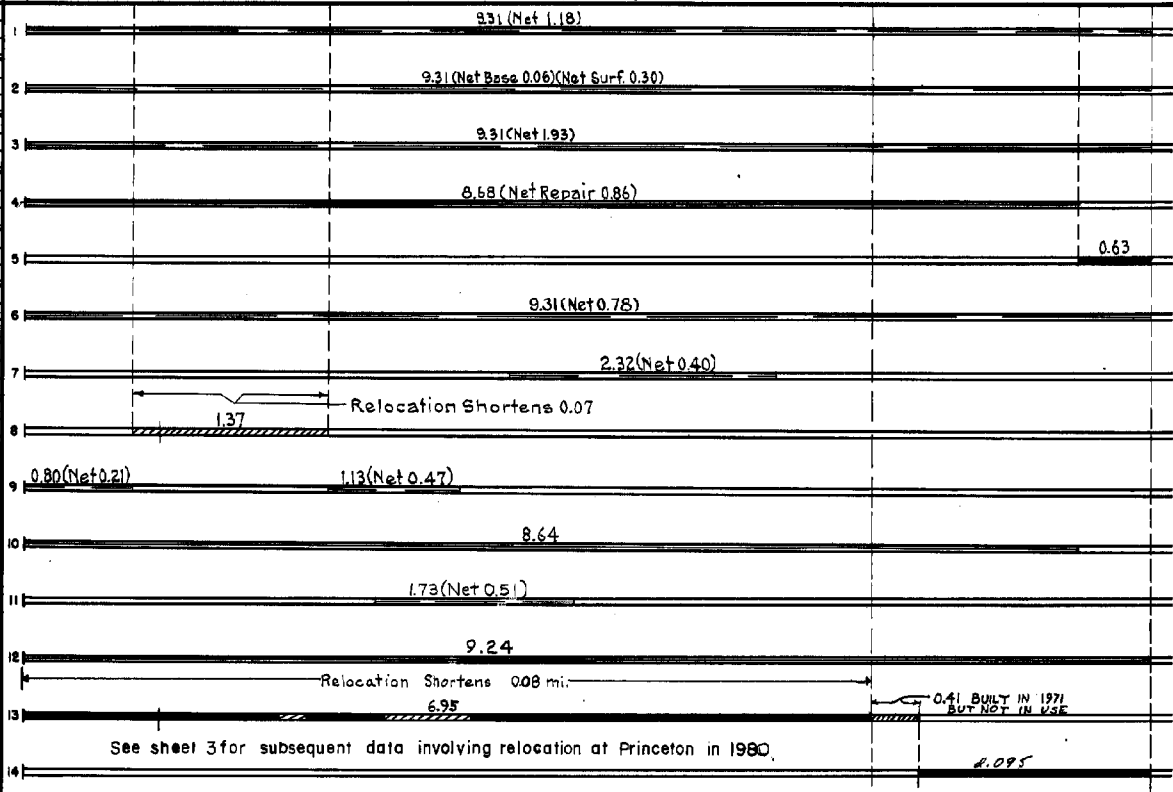 1 9.31 (Net 1.18)
2 9.31 (Net Base 0.06)(Net Surf. 0.30)
3 9.31 (Net 1.93)
4 8.68 (Net Repair 0.86)
5 0.63
6 9.31 (Net 0.78)
7 2.32 (Net 0.40)
Relocation Shortens 0.07
8 1.37
9 0.80 (Net 0.21) 1.13 (Net 0.47)
10 8.64
11 1.73 (Net 0.51)
12 9.24
Relocation Shortens 0.08 mi.
13 6.95 0.41 BUILT IN 1971
BUT NOT IN USE
See sheet 3 for subsequent data involving relocation at Princeton in 1980.
14 2.095